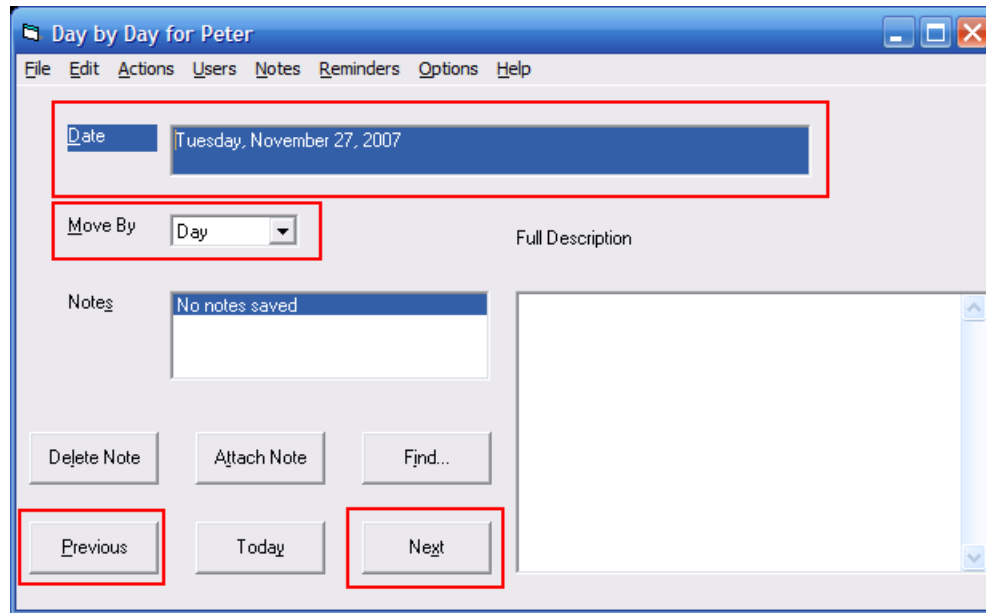 Day by Day for Peter
File Edit Actions Users Notes Reminders Options Help
Date
Tuesday, November 27, 2007
Move By
Day
Full Description
Notes
No notes saved
Delete Note
Attach Note
Find...
Previous
Today
Next